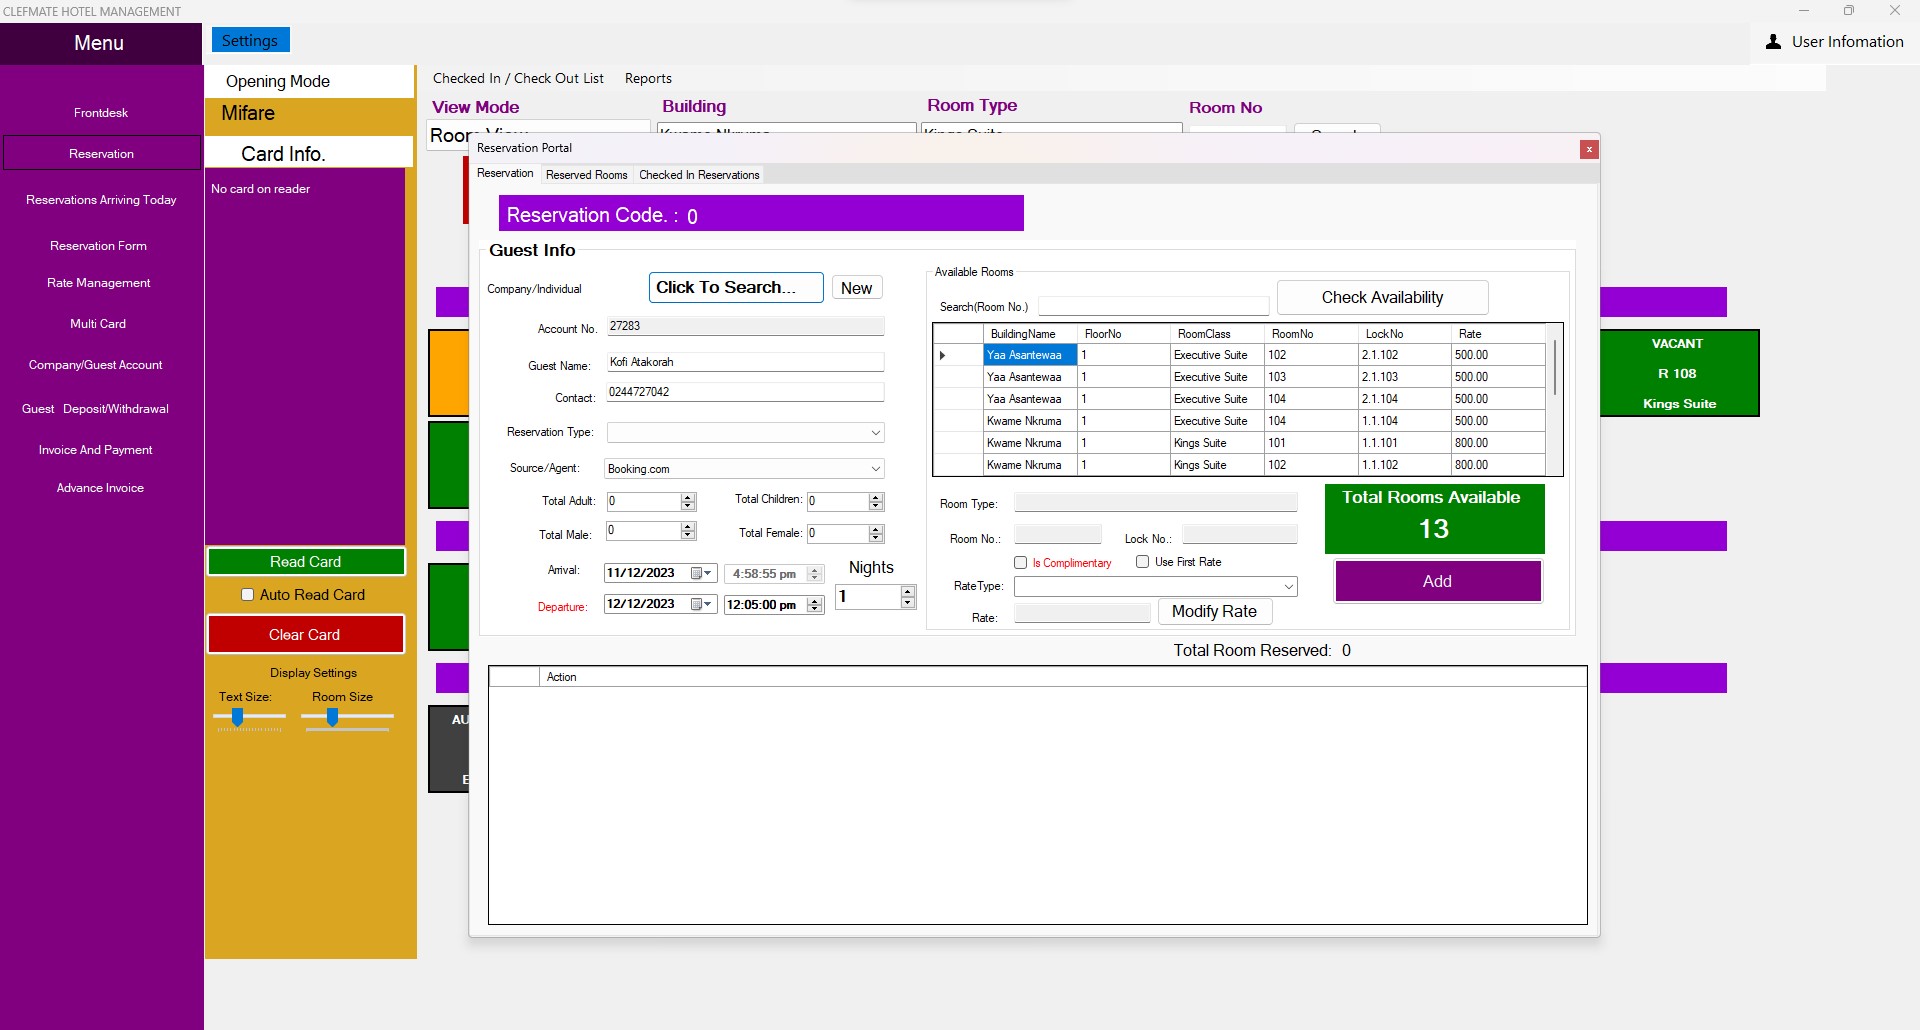 CLEFMATE HOTEL MANAGEMENT
Menu
Settings
User Infomation
Opening Mode
Mifare
Card Info.
No card on reader
Frontdesk
Reservation
Reservations Arriving Today
Reservation Form
Rate Management
Multi Card
Company/Guest Account
Guest Deposit/Withdrawal
Invoice And Payment
Advance Invoice
Read Card
Auto Read Card
Clear Card
Display Settings
Text Size: Room Size
Checked In / Check Out List Reports
View Mode Building Room Type Room No
Room View Kwame Nkruma Kings Suite
Reservation Portal
x
Reservation Reserved Rooms Checked In Reservations
Reservation Code. : 0
Guest Info
Company/Individual Click To Search... New
Account No. 27283
Guest Name: Kofi Atakorah
Contact: 0244727042
Reservation Type:
Source/Agent: Booking.com
Total Adult: 0 Total Children: 0
Total Male: 0 Total Female: 0
Arrival: 11/12/2023 4:58:55 pm Nights
Departure: 12/12/2023 12:05:00 pm 1
Available Rooms
Search(Room No.) Check Availability
BuildingName FloorNo RoomClass RoomNo LockNo Rate
Yaa Asantewaa 1 Executive Suite 102 2.1.102 500.00
Yaa Asantewaa 1 Executive Suite 103 2.1.103 500.00
Yaa Asantewaa 1 Executive Suite 104 2.1.104 500.00
Kwame Nkruma 1 Executive Suite 104 1.1.104 500.00
Kwame Nkruma 1 Kings Suite 101 1.1.101 800.00
Kwame Nkruma 1 Kings Suite 102 1.1.102 800.00
Room Type:
Room No.: Lock No.:
Is Complimentary Use First Rate
RateType:
Rate: Modify Rate
Total Rooms Available
13
Add
Total Room Reserved: 0
Action
VACANT
R 108
Kings Suite
AU
E